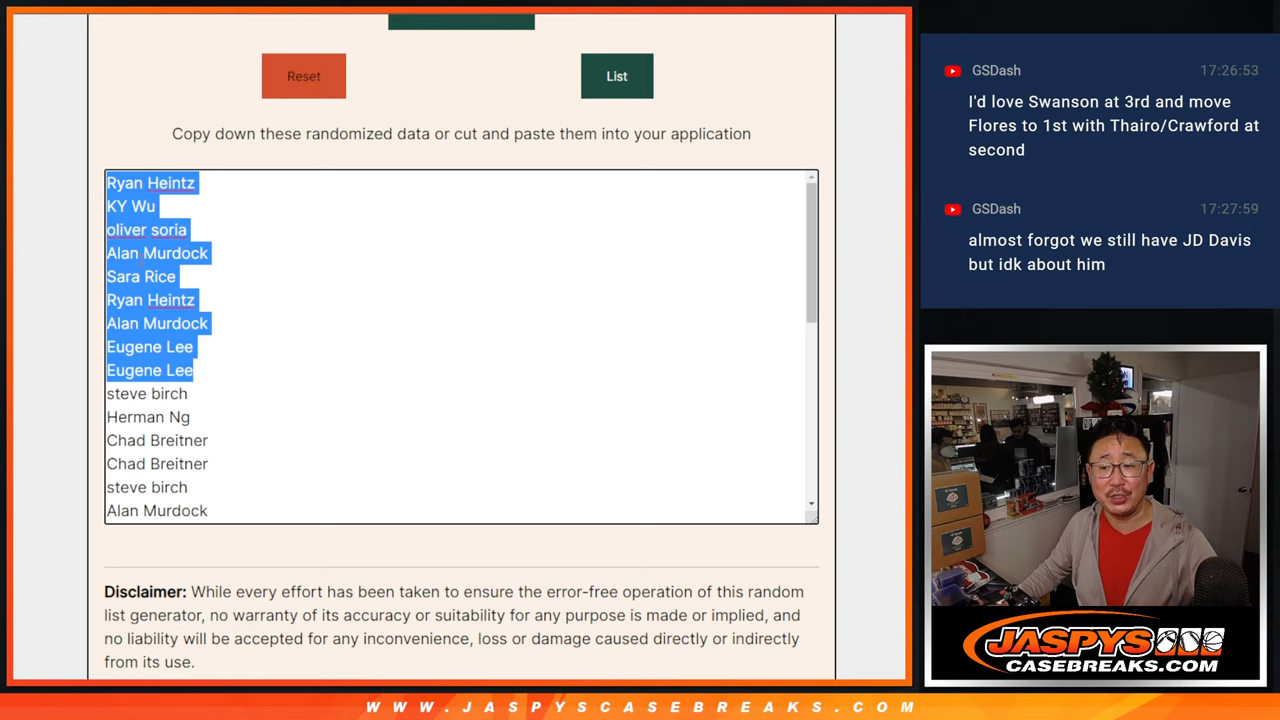 Reset
List
Copy down these randomized data or cut and paste them into your application
Ryan Heintz
KY Wu
oliver soria
Alan Murdock
Sara Rice
Ryan Heintz
Alan Murdock
Eugene Lee
Eugene Lee
steve birch
Herman Ng
Chad Breitner
Chad Breitner
steve birch
Alan Murdock
Disclaimer: While every effort has been taken to ensure the error-free operation of this random
list generator, no warranty of its accuracy or suitability for any purpose is made or implied, and
no liability will be accepted for any inconvenience, loss or damage caused directly or indirectly
from its use.
GSDash 17:26:53
I'd love Swanson at 3rd and move
Flores to 1st with Thairo/Crawford at
second
GSDash 17:27:59
almost forgot we still have JD Davis
but idk about him
JASPYS
CASEBREAKS.COM
WWW.JASPYSCASEBREAKS.COM